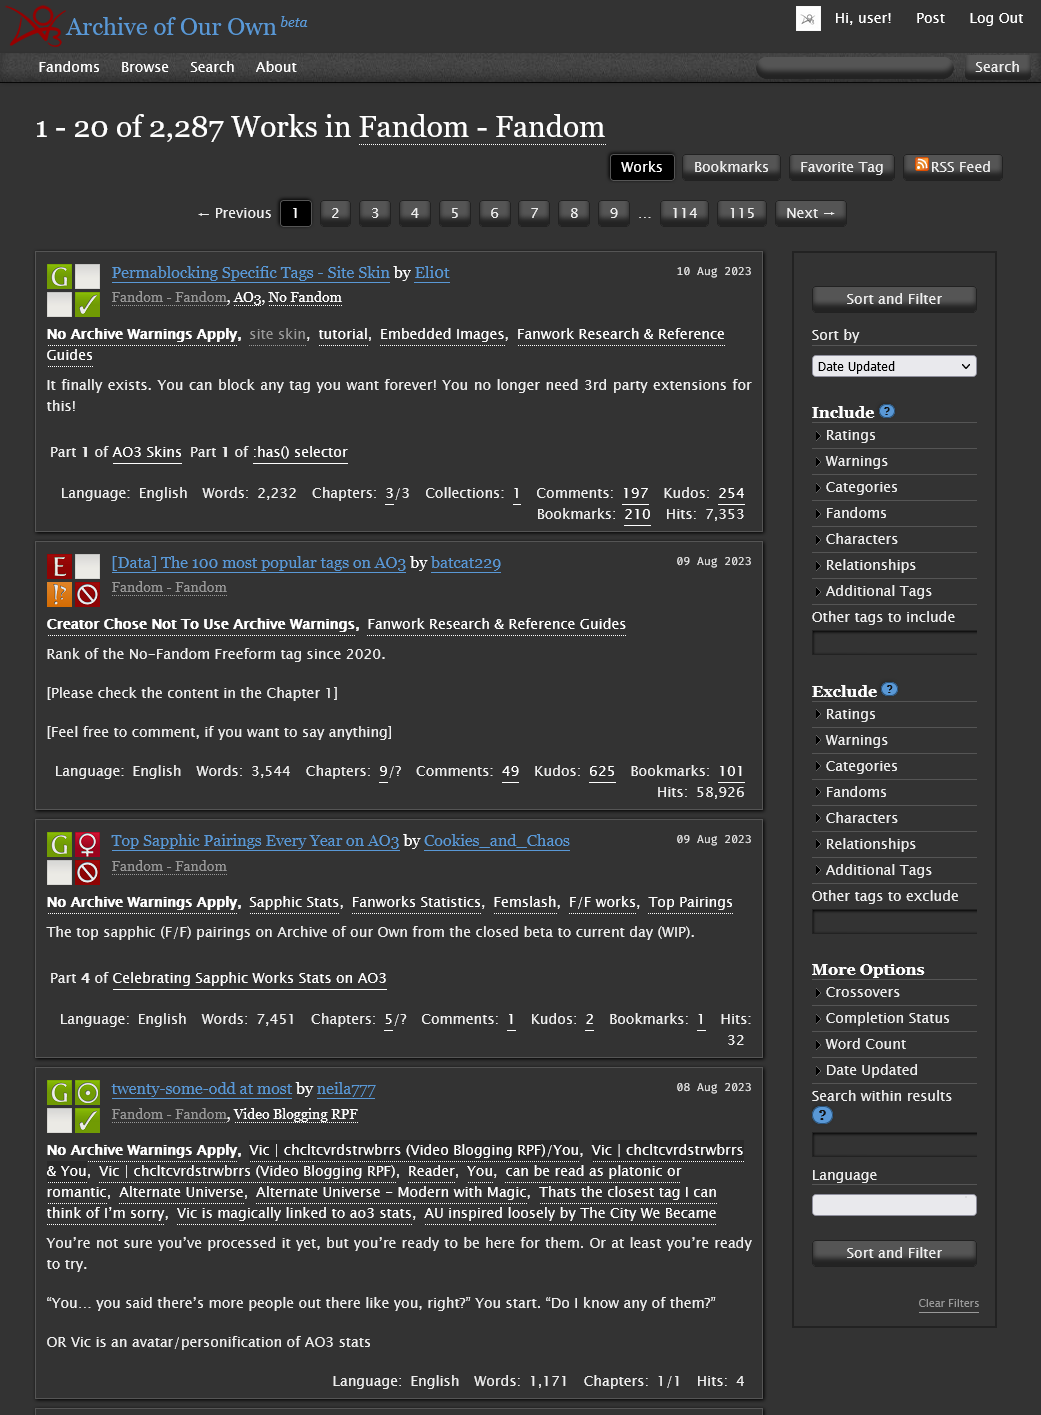 Archive of Our Own beta
Hi, user! Post Log Out
Fandoms Browse Search About Search
1 - 20 of 2,287 Works in Fandom - Fandom
Works Bookmarks Favorite Tag RSS Feed
← Previous 1 2 3 4 5 6 7 8 9 … 114 115 Next →
G Permablocking Specific Tags - Site Skin by Eli0t 10 Aug 2023
Fandom - Fandom, AO3, No Fandom
No Archive Warnings Apply, site skin, tutorial, Embedded Images, Fanwork Research & Reference
Guides
It finally exists. You can block any tag you want forever! You no longer need 3rd party extensions for
this!
Part 1 of AO3 Skins Part 1 of :has() selector
Language: English Words: 2,232 Chapters: 3/3 Collections: 1 Comments: 197 Kudos: 254
Bookmarks: 210 Hits: 7,353
E [Data] The 100 most popular tags on AO3 by batcat229 09 Aug 2023
!? Fandom - Fandom
Creator Chose Not To Use Archive Warnings, Fanwork Research & Reference Guides
Rank of the No-Fandom Freeform tag since 2020.
[Please check the content in the Chapter 1]
[Feel free to comment, if you want to say anything]
Language: English Words: 3,544 Chapters: 9/? Comments: 49 Kudos: 625 Bookmarks: 101
Hits: 58,926
G Top Sapphic Pairings Every Year on AO3 by Cookies_and_Chaos 09 Aug 2023
Fandom - Fandom
No Archive Warnings Apply, Sapphic Stats, Fanworks Statistics, Femslash, F/F works, Top Pairings
The top sapphic (F/F) pairings on Archive of our Own from the closed beta to current day (WIP).
Part 4 of Celebrating Sapphic Works Stats on AO3
Language: English Words: 7,451 Chapters: 5/? Comments: 1 Kudos: 2 Bookmarks: 1 Hits:
32
G twenty-some-odd at most by neila777 08 Aug 2023
Fandom - Fandom, Video Blogging RPF
No Archive Warnings Apply, Vic | chcltcvrdstrwbrrs (Video Blogging RPF)/You, Vic | chcltcvrdstrwbrrs
& You, Vic | chcltcvrdstrwbrrs (Video Blogging RPF), Reader, You, can be read as platonic or
romantic, Alternate Universe, Alternate Universe - Modern with Magic, Thats the closest tag I can
think of I'm sorry, Vic is magically linked to ao3 stats, AU inspired loosely by The City We Became
You're not sure you've processed it yet, but you're ready to be here for them. Or at least you're ready
to try.
“You… you said there's more people out there like you, right?” You start. “Do I know any of them?”
OR Vic is an avatar/personification of AO3 stats
Language: English Words: 1,171 Chapters: 1/1 Hits: 4
Sort and Filter
Sort by
Date Updated
Include ?
Ratings
Warnings
Categories
Fandoms
Characters
Relationships
Additional Tags
Other tags to include
Exclude ?
Ratings
Warnings
Categories
Fandoms
Characters
Relationships
Additional Tags
Other tags to exclude
More Options
Crossovers
Completion Status
Word Count
Date Updated
Search within results
?
Language
Sort and Filter
Clear Filters